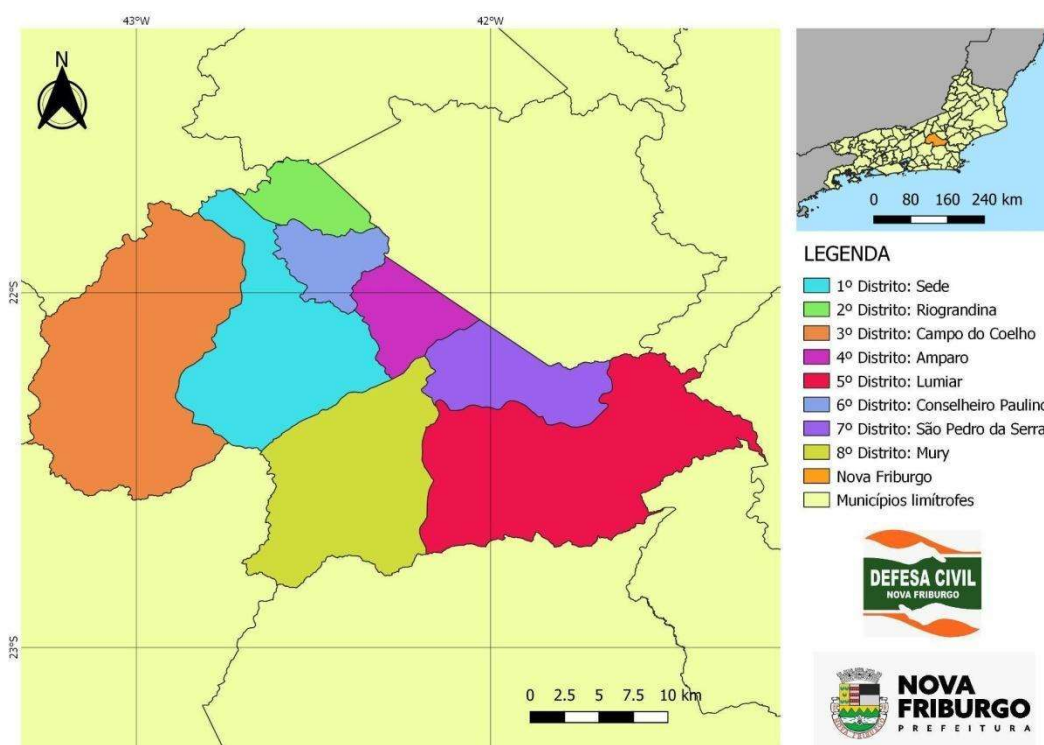 43°W
42°W
N
22°S
23°S
0 2.5 5 7.5 10 km
0 80 160 240 km
LEGENDA
1º Distrito: Sede
2º Distrito: Riograndina
3º Distrito: Campo do Coelho
4º Distrito: Amparo
5º Distrito: Lumiar
6º Distrito: Conselheiro Paulino
7º Distrito: São Pedro da Serra
8º Distrito: Mury
Nova Friburgo
Municípios limítrofes
DEFESA CIVIL
NOVA FRIBURGO
NOVA
FRIBURGO
PREFEITURA